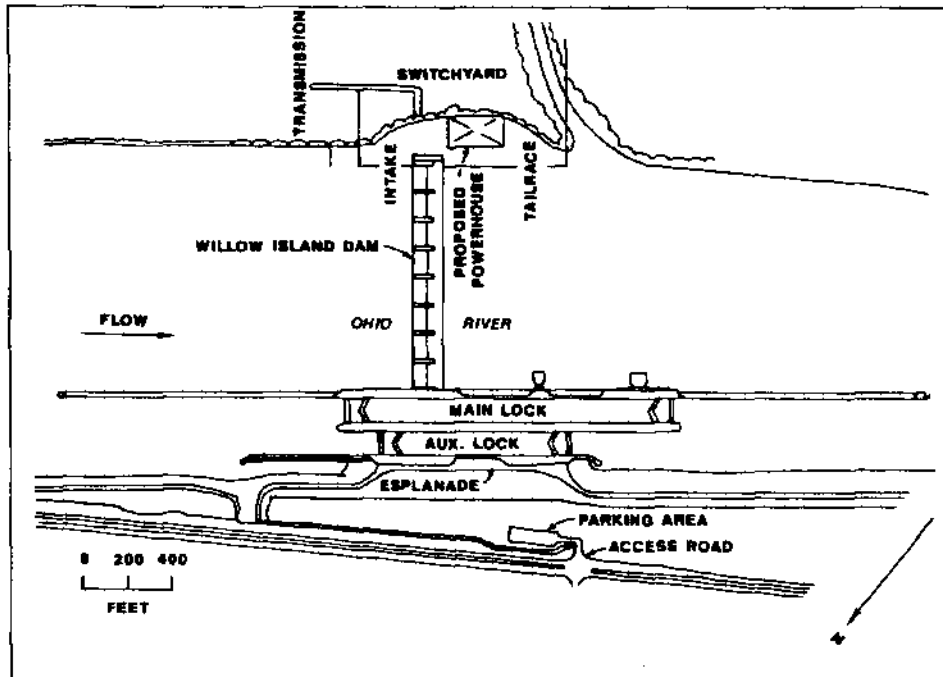 TRANSMISSION
SWITCHYARD
INTAKE
PROPOSED
POWERHOUSE
TAILRACE
WILLOW ISLAND DAM
FLOW
OHIO RIVER
MAIN LOCK
AUX. LOCK
ESPLANADE
PARKING AREA
ACCESS ROAD
0 200 400
FEET
N